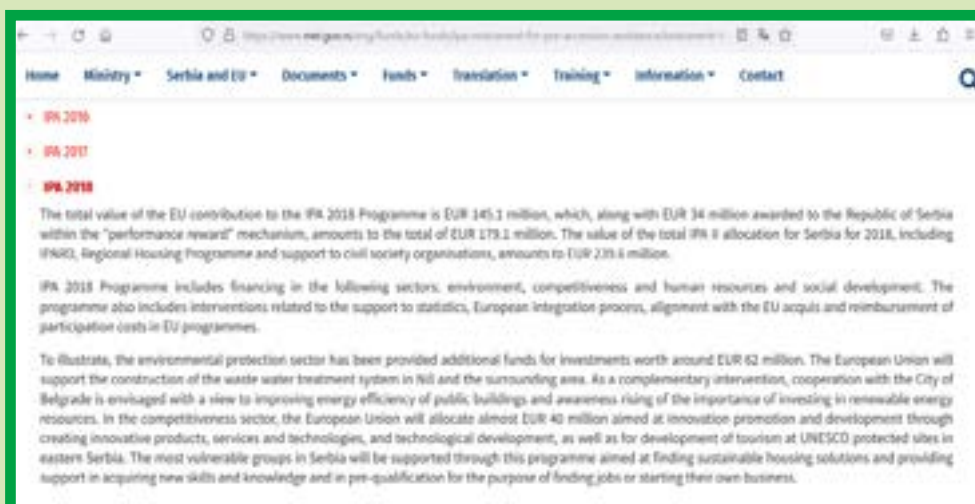 Home Ministry Serbia and EU Documents Funds Translation Training Information Contact
IPA 2016
IPA 2017
IPA 2018
The total value of the EU contribution to the IPA 2018 Programme is EUR 145.1 million, which, along with EUR 34 million awarded to the Republic of Serbia
within the "performance reward" mechanism, amounts to the total of EUR 179.1 million. The value of the total IPA II allocation for Serbia for 2018, including
IPARD, Regional Housing Programme and support to civil society organisations, amounts to EUR 239.6 million.
IPA 2018 Programme includes financing in the following sectors: environment, competitiveness and human resources and social development. The
programme also includes interventions related to the support to statistics, European integration process, alignment with the EU acquis and reimbursement of
participation costs in EU programmes.
To illustrate, the environmental protection sector has been provided additional funds for investments worth around EUR 62 million. The European Union will
support the construction of the waste water treatment system in and the surrounding area. As a complementary intervention, cooperation with the City of
Belgrade is envisaged with a view to improving energy efficiency of public buildings and awareness rising of the importance of investing in renewable energy
resources. In the competitiveness sector, the European Union will allocate almost EUR 40 million aimed at innovation promotion and development through
creating innovative products, services and technologies, and technological development, as well as for development of tourism at UNESCO protected sites in
eastern Serbia. The most vulnerable groups in Serbia will be supported through this programme aimed at finding sustainable housing solutions and providing
support in acquiring new skills and knowledge and in pre-qualification for the purpose of finding jobs or starting their own business.